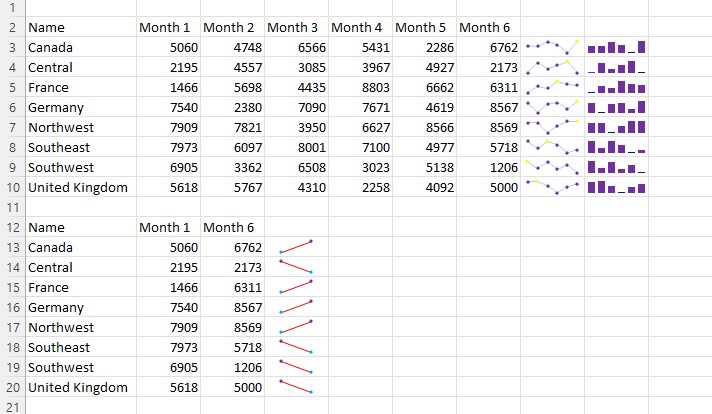 1
2 Name Month 1 Month 2 Month 3 Month 4 Month 5 Month 6
3 Canada 5060 4748 6566 5431 2286 6762
4 Central 2195 4557 3085 3967 4927 2173
5 France 1466 5698 4435 8803 6662 6311
6 Germany 7540 2380 7090 7671 4619 8567
7 Northwest 7909 7821 3950 6627 8566 8569
8 Southeast 7973 6097 8001 7100 4977 5718
9 Southwest 6905 3362 6508 3023 5138 1206
10 United Kingdom 5618 5767 4310 2258 4092 5000
11
12 Name Month 1 Month 6
13 Canada 5060 6762
14 Central 2195 2173
15 France 1466 6311
16 Germany 7540 8567
17 Northwest 7909 8569
18 Southeast 7973 5718
19 Southwest 6905 1206
20 United Kingdom 5618 5000
21